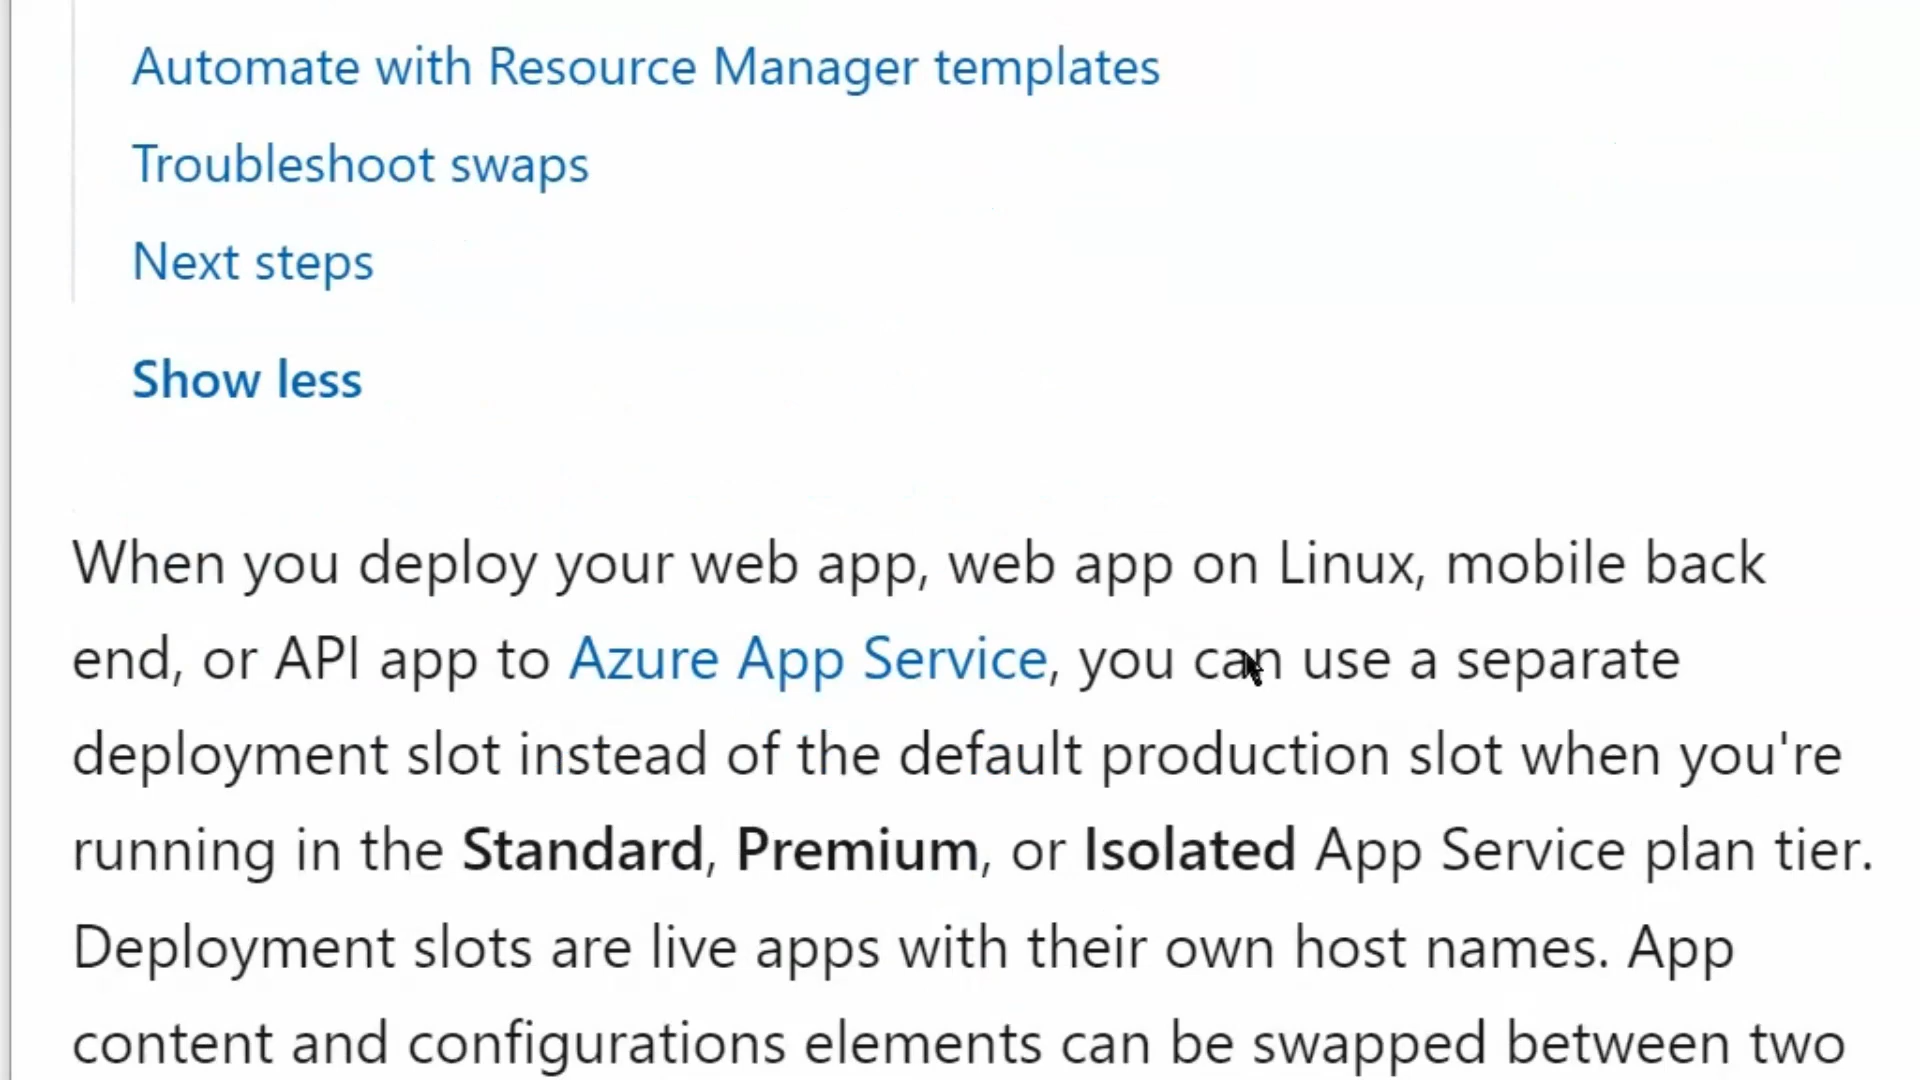 Automate with Resource Manager templates
Troubleshoot swaps
Next steps
Show less
When you deploy your web app, web app on Linux, mobile back
end, or API app to Azure App Service, you can use a separate
deployment slot instead of the default production slot when you're
running in the Standard, Premium, or Isolated App Service plan tier.
Deployment slots are live apps with their own host names. App
content and configurations elements can be swapped between two